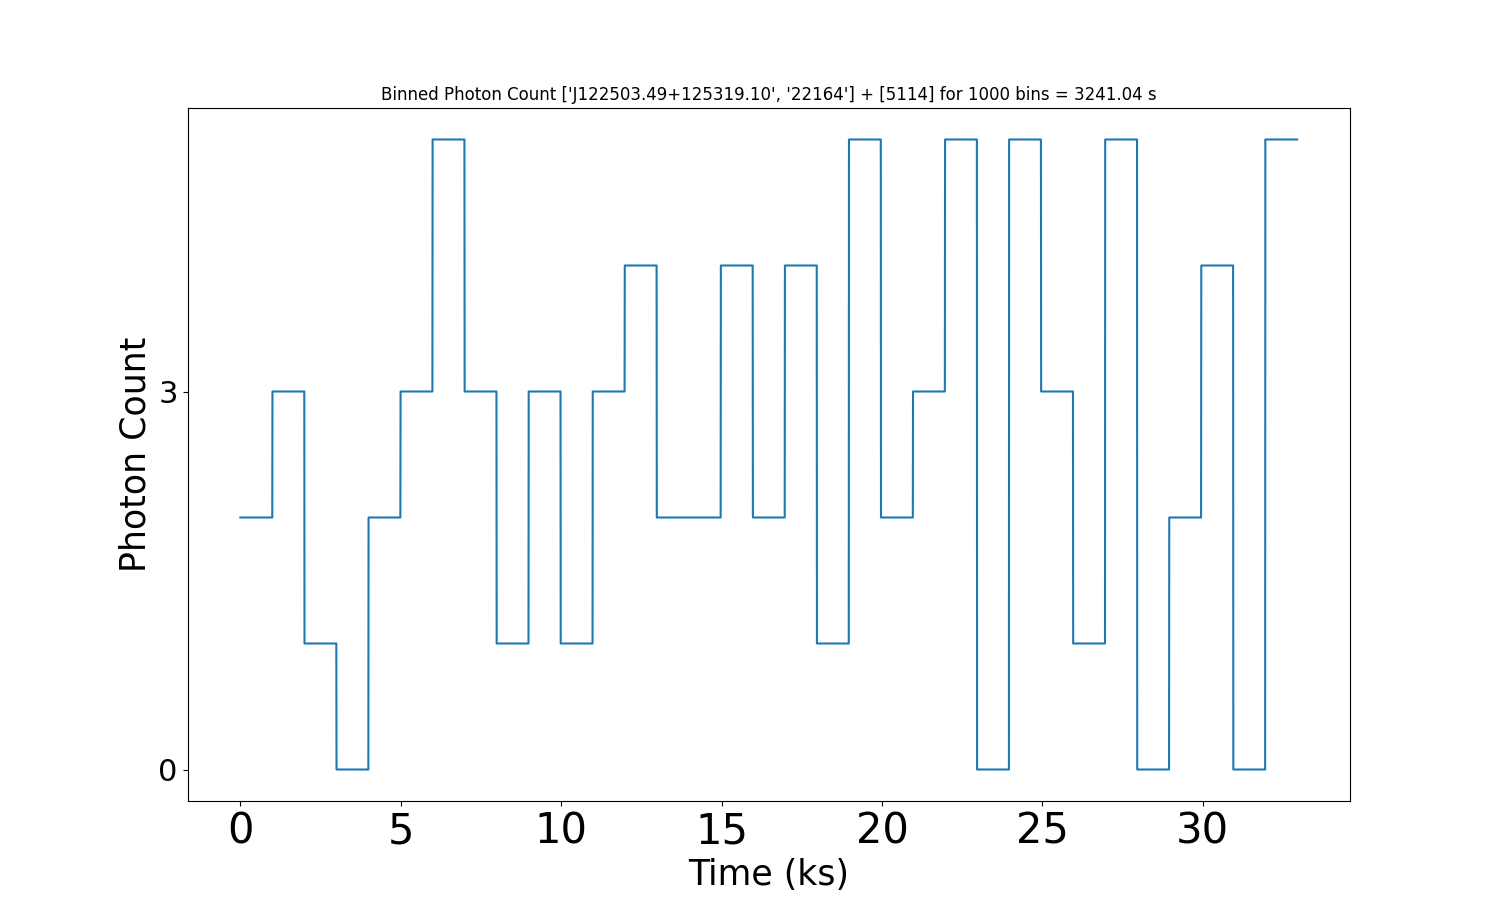 Binned Photon Count ['J122503.49+125319.10', '22164'] + [5114] for 1000 bins = 3241.04 s
Photon Count
3
0
0 5 10 15 20 25 30
Time (ks)